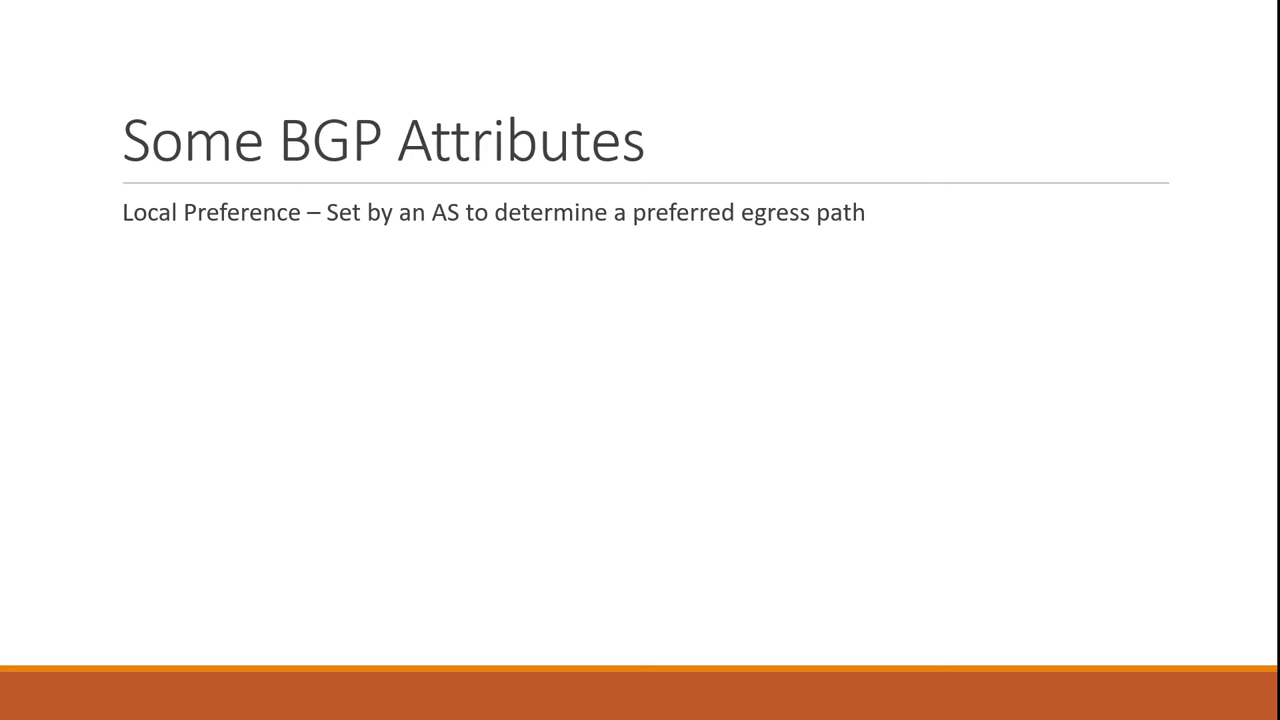 Some BGP Attributes
Local Preference – Set by an AS to determine a preferred egress path